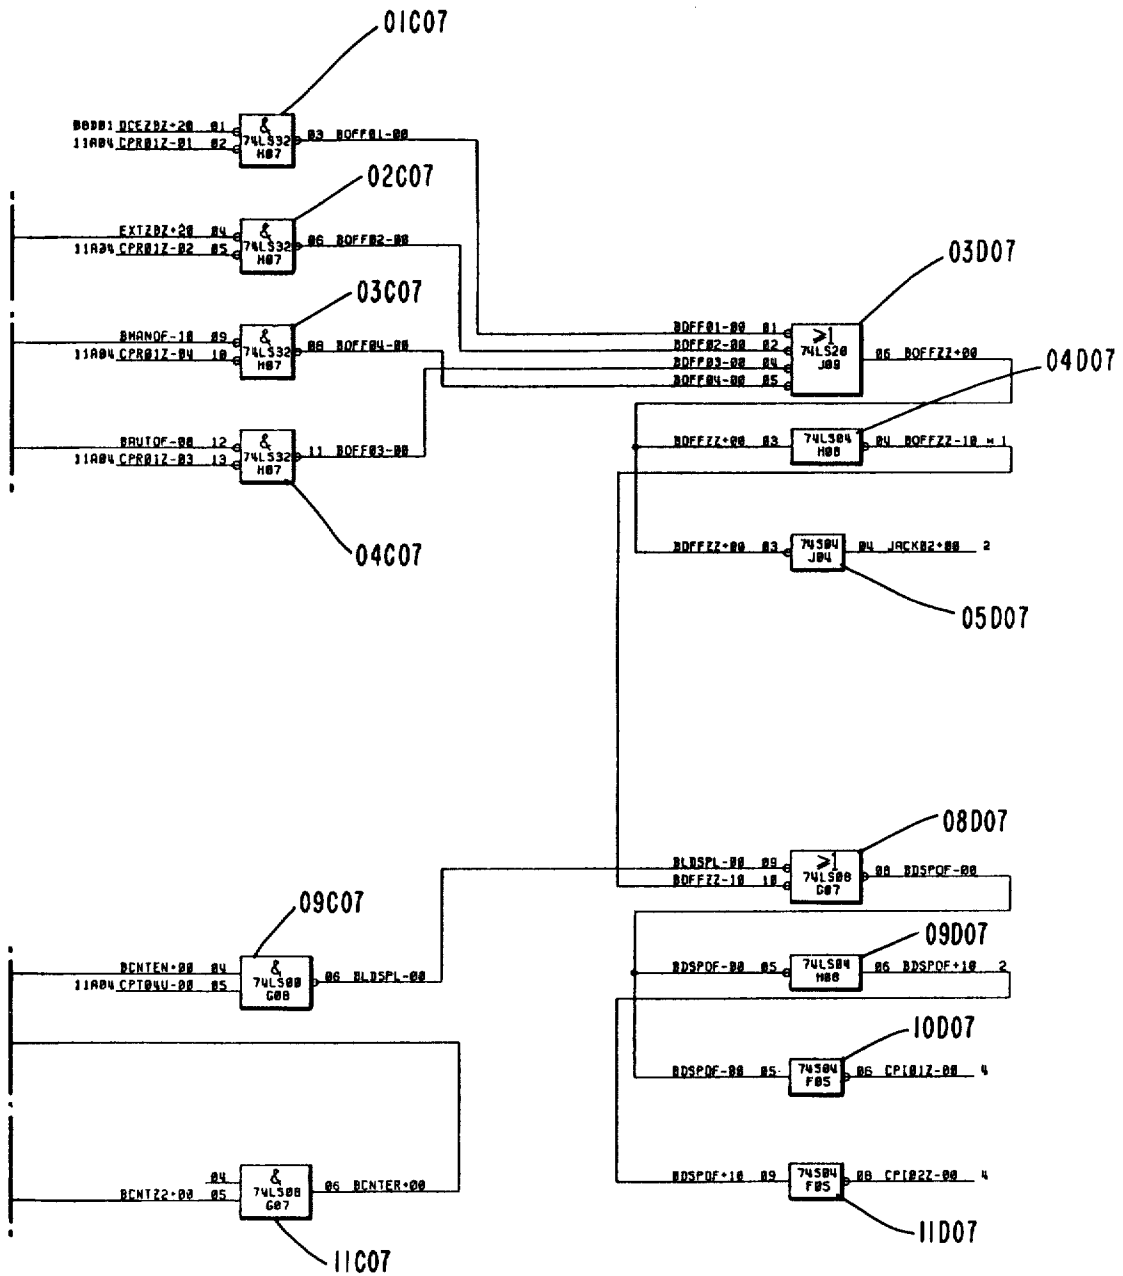 01C07
DCEZBZ+20 01
11A04 CPR01Z-01 02
&
74LS32
H07
03 BOFF01-00
02C07
EXTZBZ+20 04
11A04 CPR01Z-02 05
&
74LS32
H07
06 BOFF02-00
03C07
BMANOF-10 09
11A04 CPR01Z-04 10
&
74LS32
H07
08 BOFF04-00
BAUTOF-00 12
11A04 CPR01Z-03 13
&
74LS32
H07
11 BOFF03-00
04C07
03D07
BOFF01-00 01
BOFF02-00 02
BOFF03-00 04
BOFF04-00 05
≥1
74LS20
J09
06 BOFFZZ+00
04D07
BOFFZZ+00 03
74LS04
H08
04 BOFFZZ-10 1
BOFFZZ+00 03
74S04
J04
04 JACK02+00 2
05D07
08D07
BLDSPL-00 09
BOFFZZ-10 10
≥1
74LS08
G07
08 BDSPOF-00
09C07
BCNTEN+00 04
11A04 CPT04U-00 05
&
74LS00
G08
06 BLDSPL-00
09D07
BDSPOF-00 05
74LS04
H08
06 BDSPOF+10 2
10D07
BDSPOF-00 05
74S04
F05
06 CPI01Z-00 4
04
BCNTZ2+00 05
&
74LS08
G07
06 BCNTER+00
11C07
BDSPOF+10 09
74S04
F05
08 CPI02Z-00 4
11D07